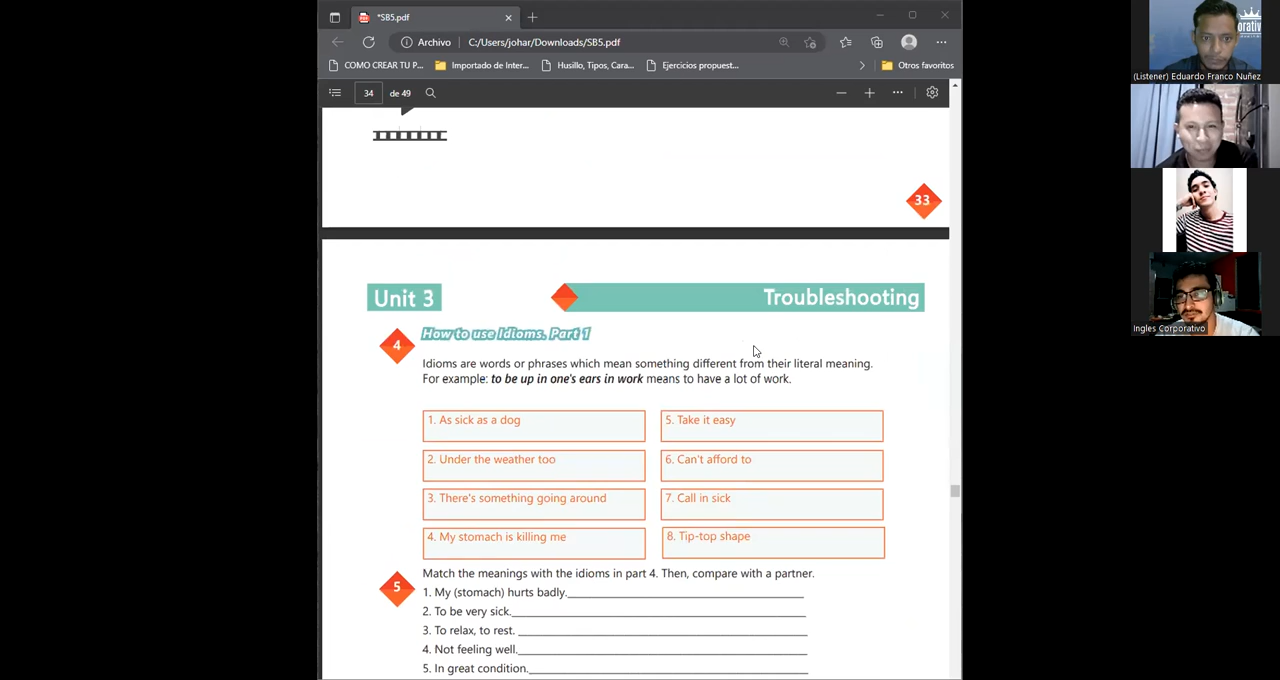 *SB5.pdf
Archivo C:/Users/johar/Downloads/SB5.pdf
COMO CREAR TU P... Importado de Inter... Husillo, Tipos, Cara... Ejercicios propuest... Otros favoritos
34 de 49
33
Unit 3 Troubleshooting
4 How to use Idioms. Part 1
Idioms are words or phrases which mean something different from their literal meaning.
For example: to be up in one's ears in work means to have a lot of work.
1. As sick as a dog
5. Take it easy
2. Under the weather too
6. Can't afford to
3. There's something going around
7. Call in sick
4. My stomach is killing me
8. Tip-top shape
5 Match the meanings with the idioms in part 4. Then, compare with a partner.
1. My (stomach) hurts badly.
2. To be very sick.
3. To relax, to rest.
4. Not feeling well.
5. In great condition.
(Listener) Eduardo Franco Nuñez
Ingles Corporativo